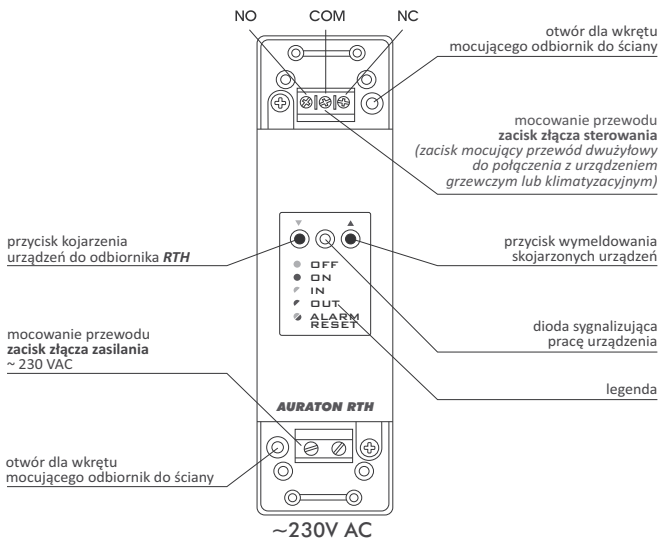 NO COM NC
otwór dla wkrętu
mocującego odbiornik do ściany
mocowanie przewodu
zacisk złącza sterowania
(zacisk mocujący przewód dwużyłowy
do połączenia z urządzeniem
grzewczym lub klimatyzacyjnym)
przycisk kojarzenia
urządzeń do odbiornika RTH
przycisk wymeldowania
skojarzonych urządzeń
OFF
ON
IN
OUT
ALARM
RESET
mocowanie przewodu
zacisk złącza zasilania
~ 230 VAC
dioda sygnalizująca
pracę urządzenia
legenda
AURATON RTH
otwór dla wkrętu
mocującego odbiornik do ściany
~230V AC